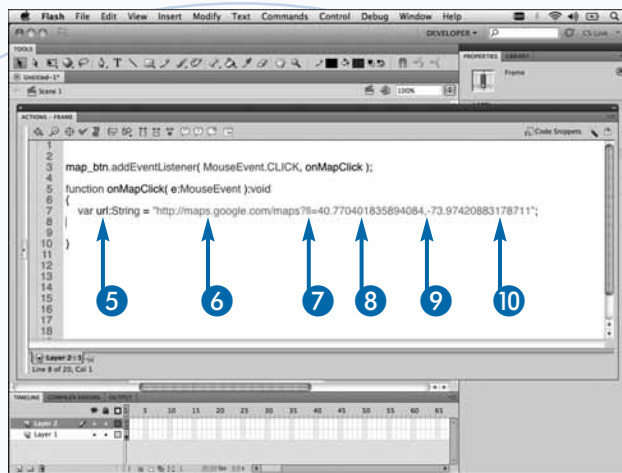 Flash File Edit View Insert Modify Text Commands Control Debug Window Help
DEVELOPER CS Live
TOOLS
PROPERTIES LIBRARY
Untitled-1*
Frame
Scene 1 100%
ACTIONS - FRAME
Code Snippets
1
2
3 map_btn.addEventListener( MouseEvent.CLICK, onMapClick );
4
5 function onMapClick( e:MouseEvent ):void
6 {
7 var url:String = "http://maps.google.com/maps?ll=40.770401835894084,-73.97420883178711";
8
9
10 }
11
12
13
14
15
16
17
18
5 6 7 8 9 10
Layer 2 : 1
Line 8 of 20, Col 1
TIMELINE COMPILER ERRORS OUTPUT
5 10 15 20 25 30 35 40 45 50 55 60 65
Layer 2
Layer 1